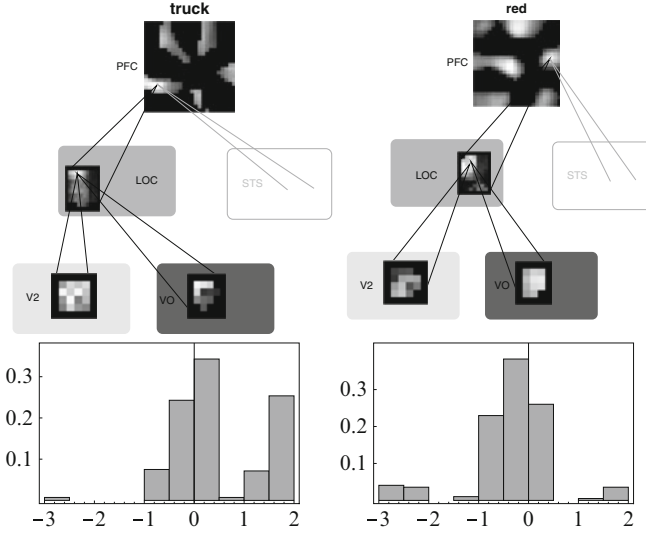 truck
red
PFC
PFC
LOC
STS
LOC
STS
V2
VO
V2
VO
0.3
0.2
0.1
−3 −2 −1 0 1 2
0.3
0.2
0.1
−3 −2 −1 0 1 2